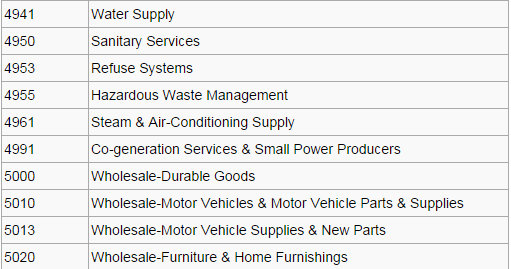 4941 Water Supply
4950 Sanitary Services
4953 Refuse Systems
4955 Hazardous Waste Management
4961 Steam & Air-Conditioning Supply
4991 Co-generation Services & Small Power Producers
5000 Wholesale-Durable Goods
5010 Wholesale-Motor Vehicles & Motor Vehicle Parts & Supplies
5013 Wholesale-Motor Vehicle Supplies & New Parts
5020 Wholesale-Furniture & Home Furnishings